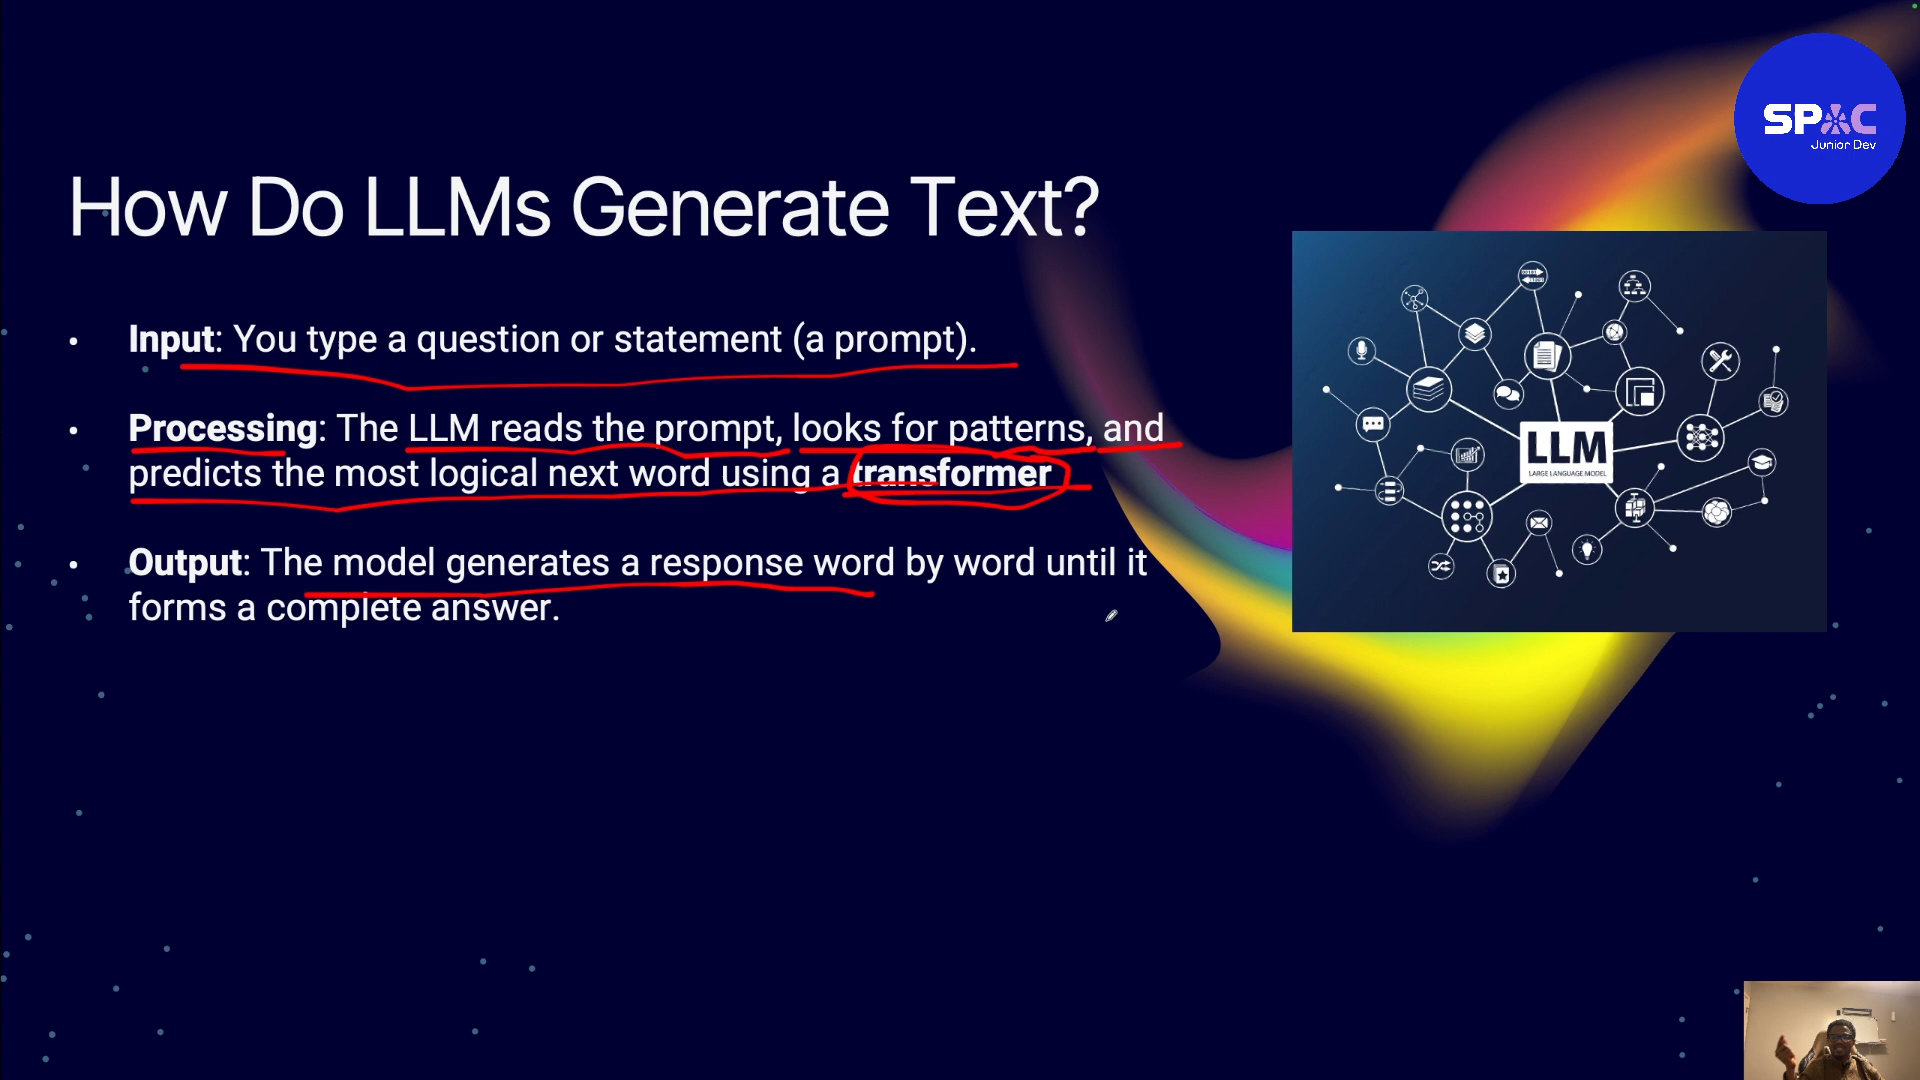 SPAC
Junior Dev
How Do LLMs Generate Text?
• Input: You type a question or statement (a prompt).
• Processing: The LLM reads the prompt, looks for patterns, and
predicts the most logical next word using a transformer
• Output: The model generates a response word by word until it
forms a complete answer.
LLM
LARGE LANGUAGE MODEL